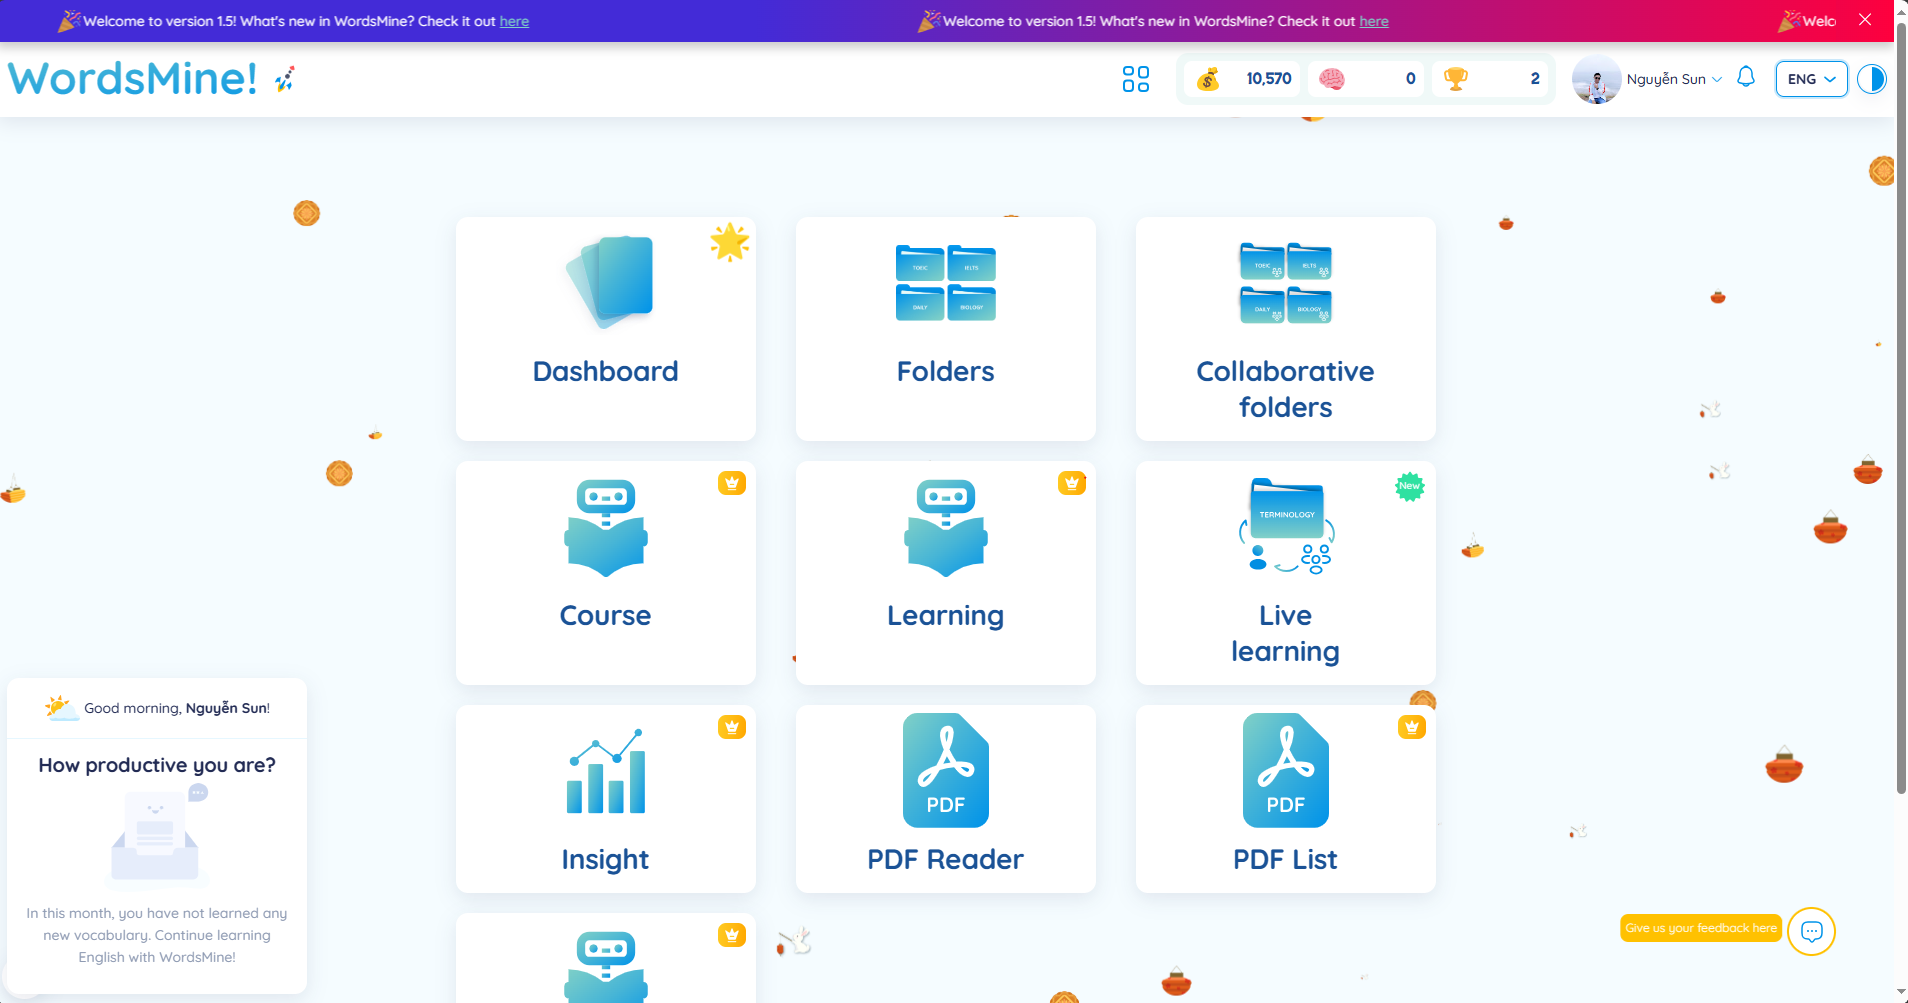 Welcome to version 1.5! What's new in WordsMine? Check it out here
Welcome to version 1.5! What's new in WordsMine? Check it out here
WordsMine!
10,570
0
2
Nguyễn Sun
ENG
Dashboard
TOEIC
IELTS
DAILY
BIOLOGY
Folders
TOEIC
IELTS
DAILY
BIOLOGY
Collaborative
folders
Course
Learning
New
TERMINOLOGY
Live
learning
Insight
PDF
PDF Reader
PDF
PDF List
Good morning, Nguyễn Sun!
How productive you are?
In this month, you have not learned any
new vocabulary. Continue learning
English with WordsMine!
Give us your feedback here